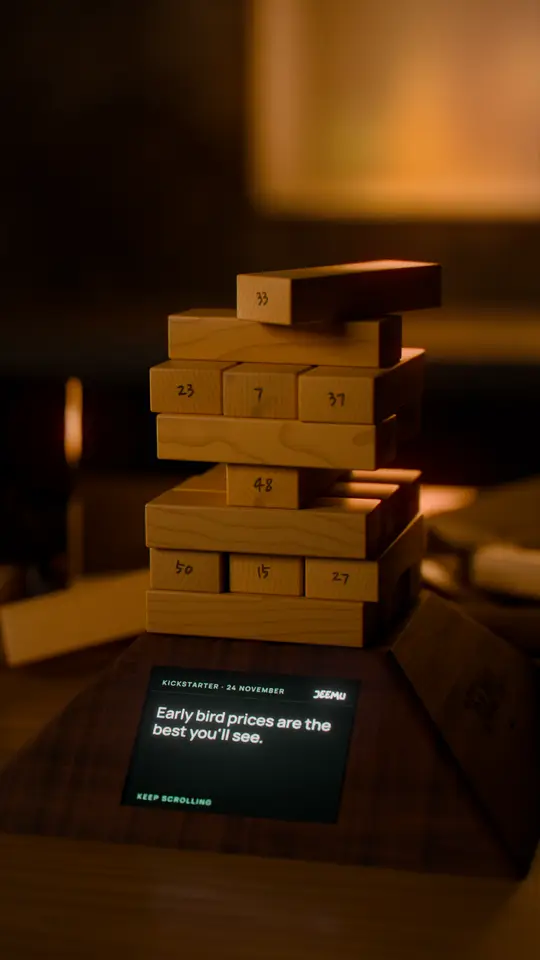 33
23 7 37
48
50 15 27
KICKSTARTER · 24 NOVEMBER JEEMU
Early bird prices are the
best you'll see.
KEEP SCROLLING